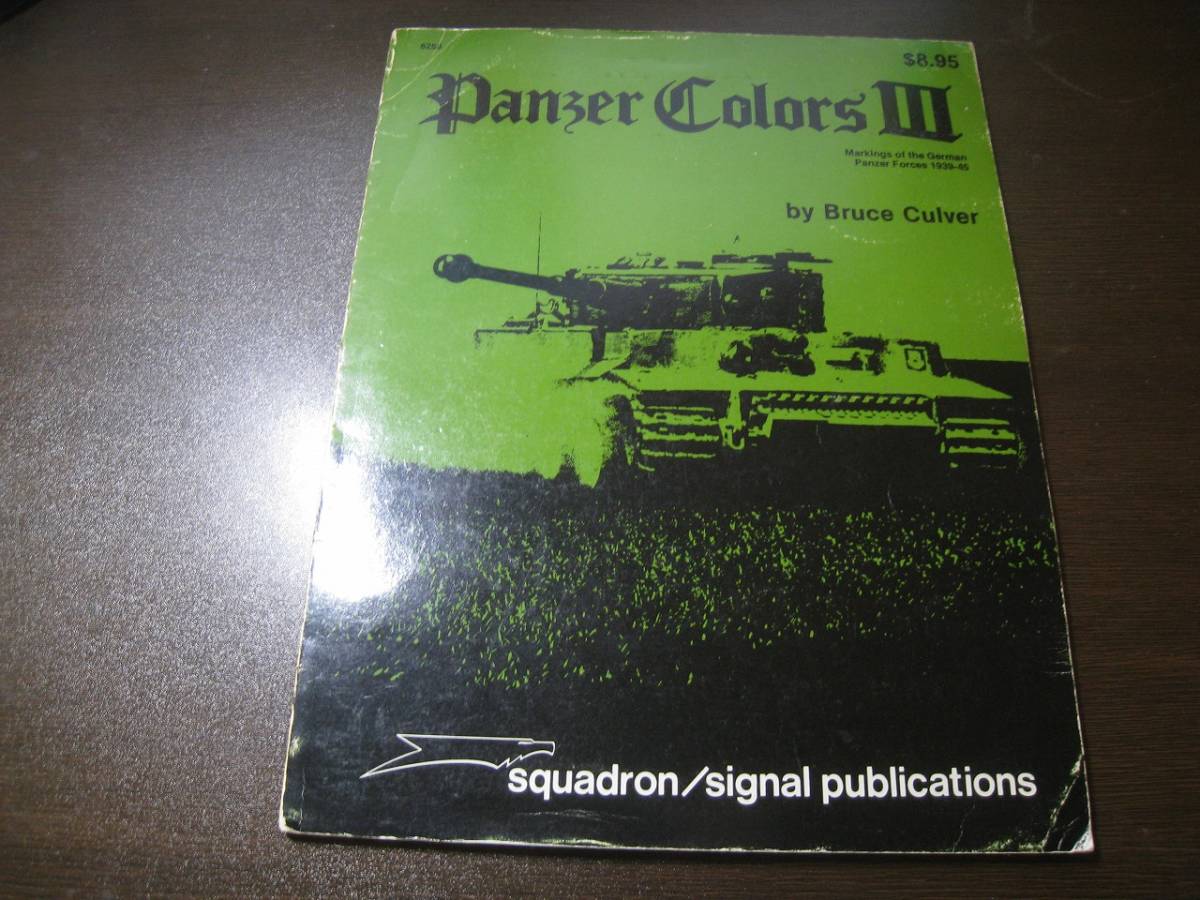 6253
$8.95
Panzer Colors III
Markings of the German
Panzer Forces 1939-45
by Bruce Culver
squadron/signal publications